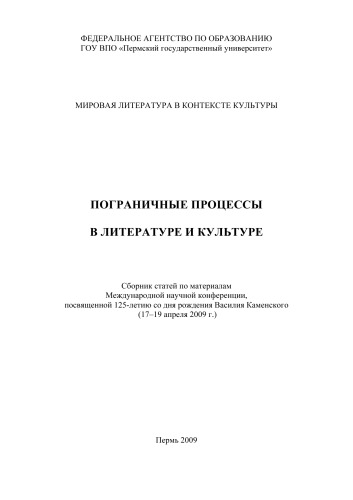 ФЕДЕРАЛЬНОЕ АГЕНТСТВО ПО ОБРАЗОВАНИЮ
ГОУ ВПО «Пермский государственный университет»
МИРОВАЯ ЛИТЕРАТУРА В КОНТЕКСТЕ КУЛЬТУРЫ
ПОГРАНИЧНЫЕ ПРОЦЕССЫ
В ЛИТЕРАТУРЕ И КУЛЬТУРЕ
Сборник статей по материалам
Международной научной конференции,
посвященной 125-летию со дня рождения Василия Каменского
(17–19 апреля 2009 г.)
Пермь 2009